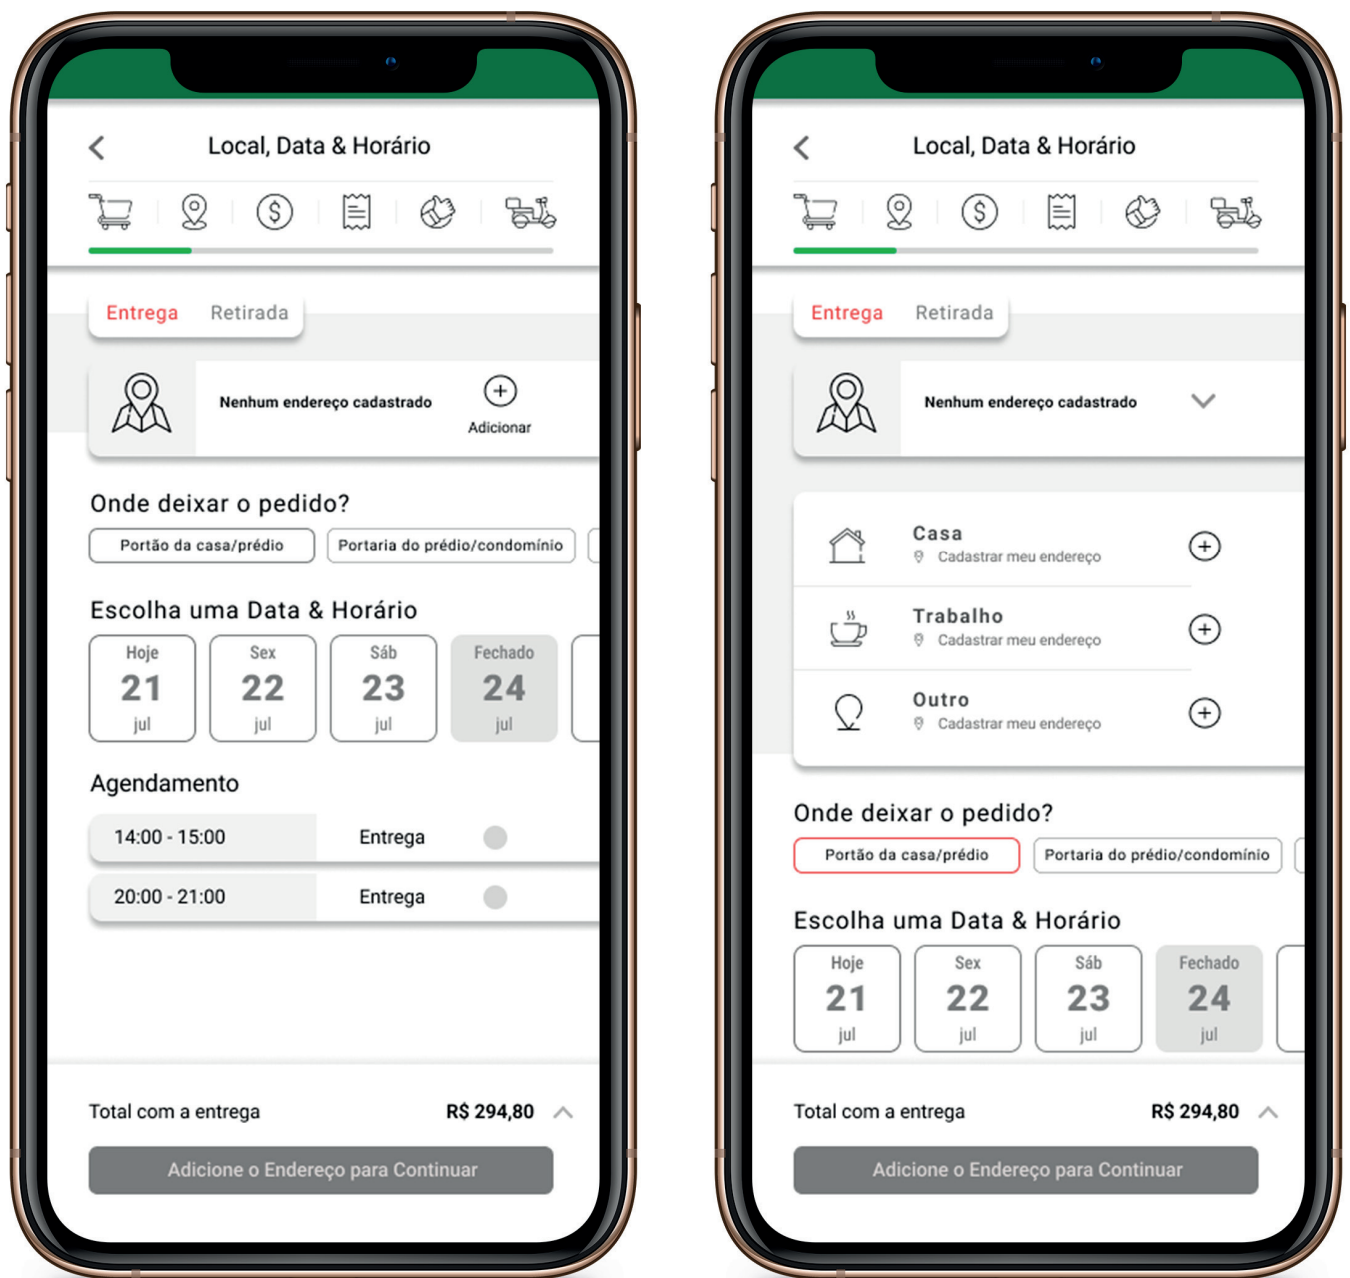 Local, Data & Horário
$
Entrega Retirada
Nenhum endereço cadastrado
Adicionar
Onde deixar o pedido?
Portão da casa/prédio Portaria do prédio/condomínio
Escolha uma Data & Horário
Hoje Sex Sáb Fechado
21 22 23 24
jul jul jul jul
Agendamento
14:00 - 15:00 Entrega
20:00 - 21:00 Entrega
Total com a entrega R$ 294,80
Adicione o Endereço para Continuar
Local, Data & Horário
$
Entrega Retirada
Nenhum endereço cadastrado
Casa
Cadastrar meu endereço
Trabalho
Cadastrar meu endereço
Outro
Cadastrar meu endereço
Onde deixar o pedido?
Portão da casa/prédio Portaria do prédio/condomínio
Escolha uma Data & Horário
Hoje Sex Sáb Fechado
21 22 23 24
jul jul jul jul
Total com a entrega R$ 294,80
Adicione o Endereço para Continuar